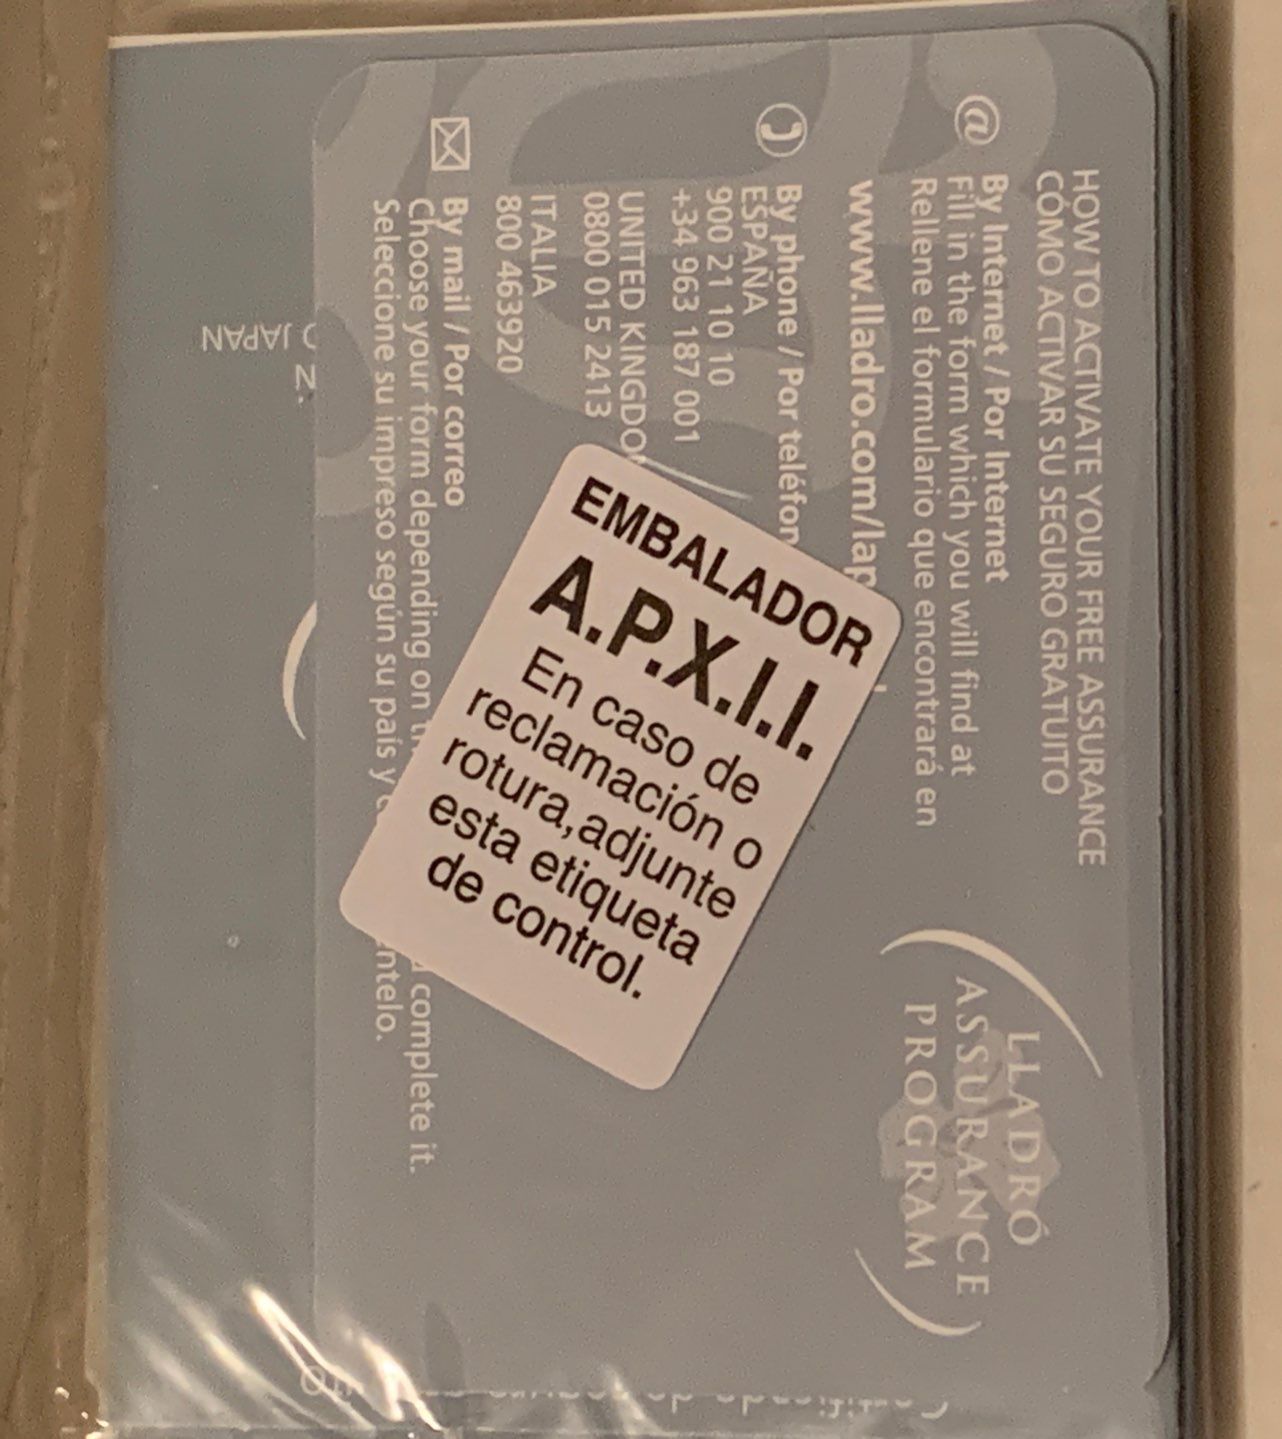 HOW TO ACTIVATE YOUR FREE ASSURANCE
CÓMO ACTIVAR SU SEGURO GRATUITO
@ By Internet / Por Internet
Fill in the form which you will find at
Rellene el formulario que encontrará en
www.lladro.com/lap
By phone / Por teléfon
ESPAÑA
900 21 10 10
+34 963 187 001
UNITED KINGDO
0800 015 2413
ITALIA
800 463920
By mail / Por correo
Choose your form depending on complete it.
Seleccione su impreso según su país y ntelo.
LLADRÓ
ASSURANCE
PROGRAM
EMBALADOR
A.P.X.I.I.
En caso de
reclamación o
rotura,adjunte
esta etiqueta
de control.
JAPAN
Certificado de